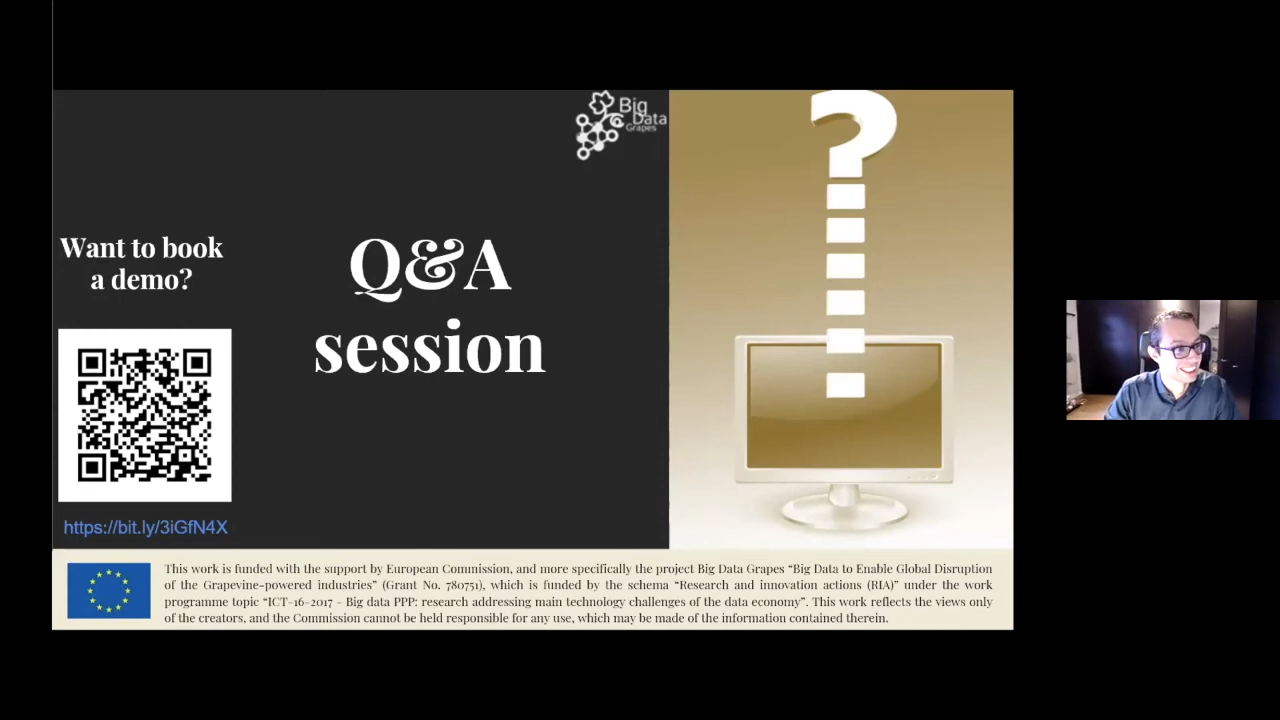 Big
Data
Grapes
Want to book
a demo?
Q&A
session
https://bit.ly/3iGfN4X
This work is funded with the support by European Commission, and more specifically the project Big Data Grapes “Big Data to Enable Global Disruption
of the Grapevine-powered industries” (Grant No. 780751), which is funded by the schema “Research and innovation actions (RIA)” under the work
programme topic “ICT-16-2017 - Big data PPP: research addressing main technology challenges of the data economy”. This work reflects the views only
of the creators, and the Commission cannot be held responsible for any use, which may be made of the information contained therein.